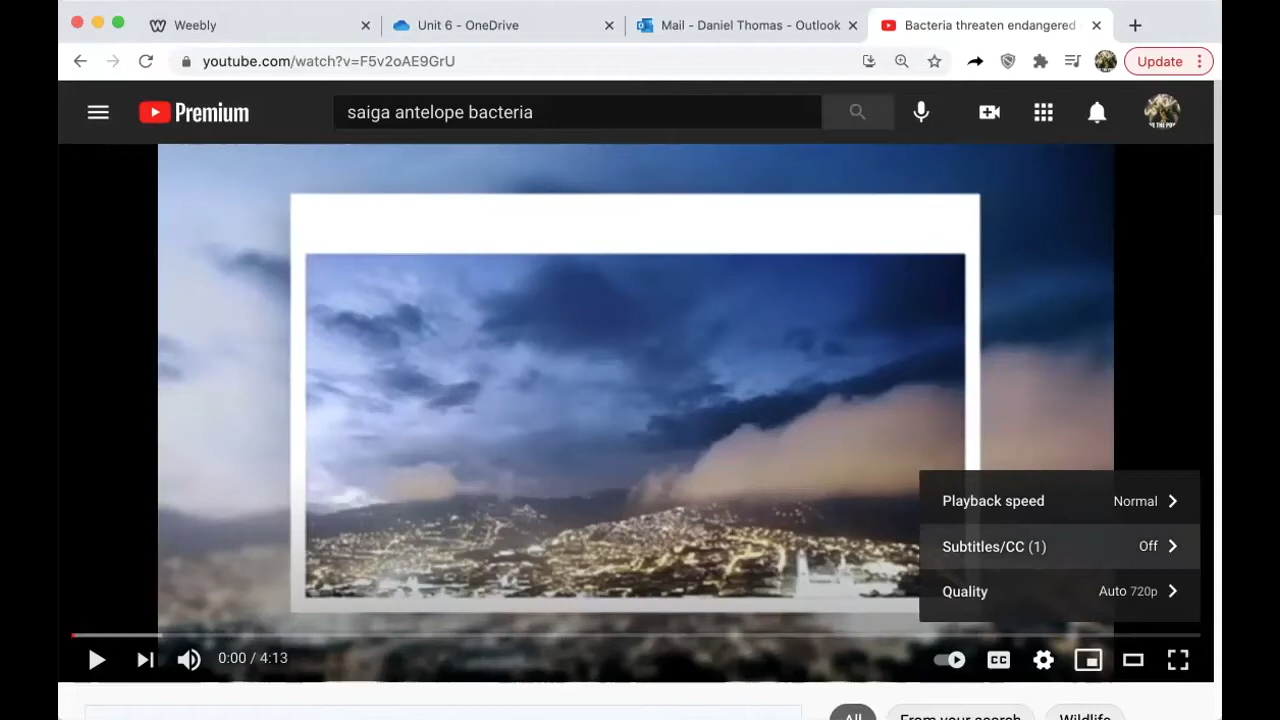 Weebly
Unit 6 - OneDrive
Mail - Daniel Thomas - Outlook
Bacteria threaten endangered
youtube.com/watch?v=F5v2oAE9GrU
Update
Premium
saiga antelope bacteria
Playback speed Normal
Subtitles/CC (1) Off
Quality Auto 720p
0:00 / 4:13
CC
All From your search Wildlife